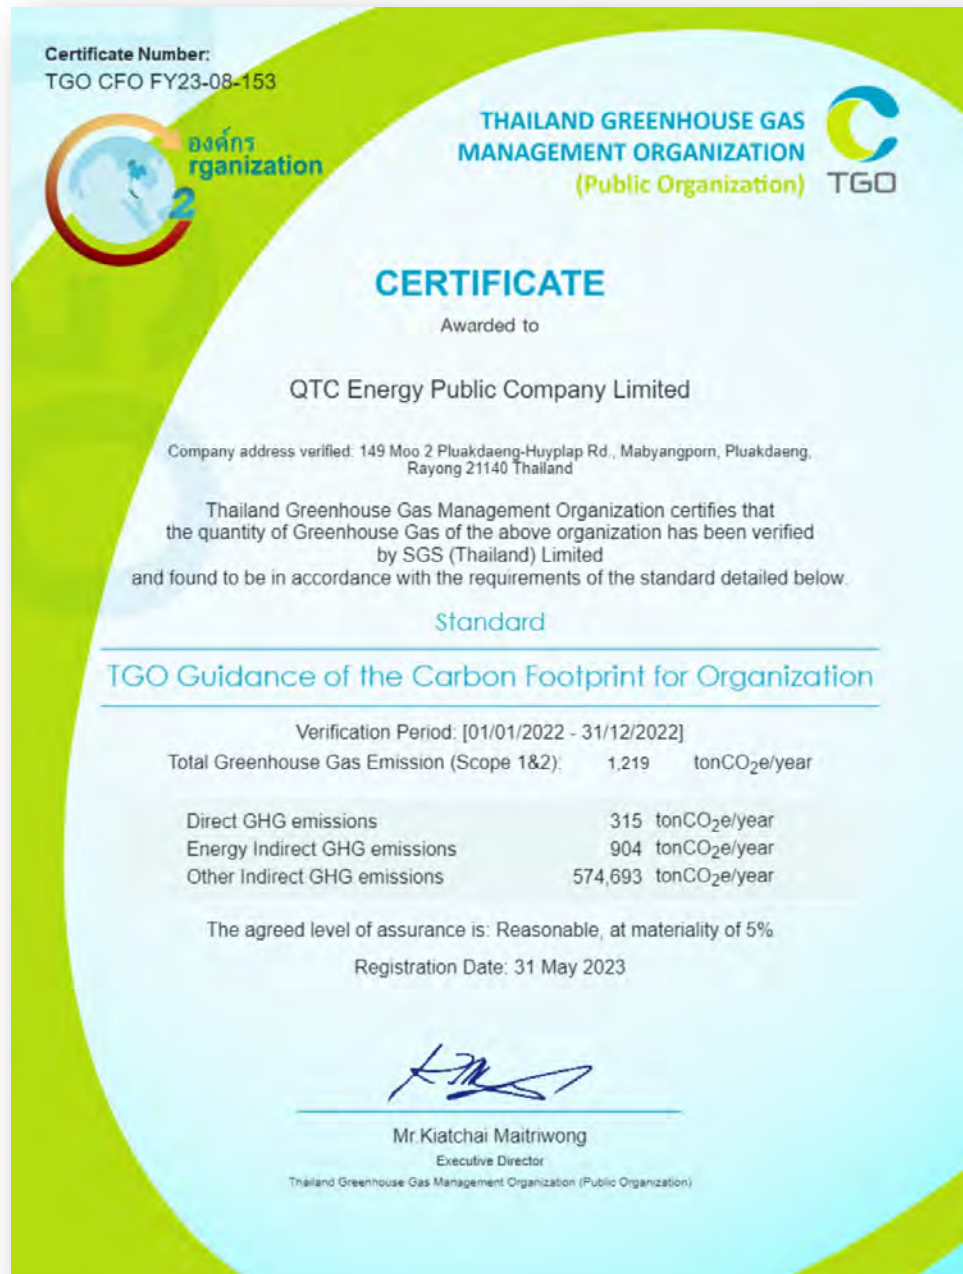 Certificate Number:
TGO CFO FY23-08-153
องค์กร
rganization
2
THAILAND GREENHOUSE GAS
MANAGEMENT ORGANIZATION
(Public Organization)
TGO
CERTIFICATE
Awarded to
QTC Energy Public Company Limited
Company address verified: 149 Moo 2 Pluakdaeng-Huyplap Rd., Mabyangporn, Pluakdaeng,
Rayong 21140 Thailand
Thailand Greenhouse Gas Management Organization certifies that
the quantity of Greenhouse Gas of the above organization has been verified
by SGS (Thailand) Limited
and found to be in accordance with the requirements of the standard detailed below.
Standard
TGO Guidance of the Carbon Footprint for Organization
Verification Period: [01/01/2022 - 31/12/2022]
Total Greenhouse Gas Emission (Scope 1&2): 1,219 tonCO₂e/year
Direct GHG emissions 315 tonCO₂e/year
Energy Indirect GHG emissions 904 tonCO₂e/year
Other Indirect GHG emissions 574,693 tonCO₂e/year
The agreed level of assurance is: Reasonable, at materiality of 5%
Registration Date: 31 May 2023
Mr.Kiatchai Maitriwong
Executive Director
Thailand Greenhouse Gas Management Organization (Public Organization)